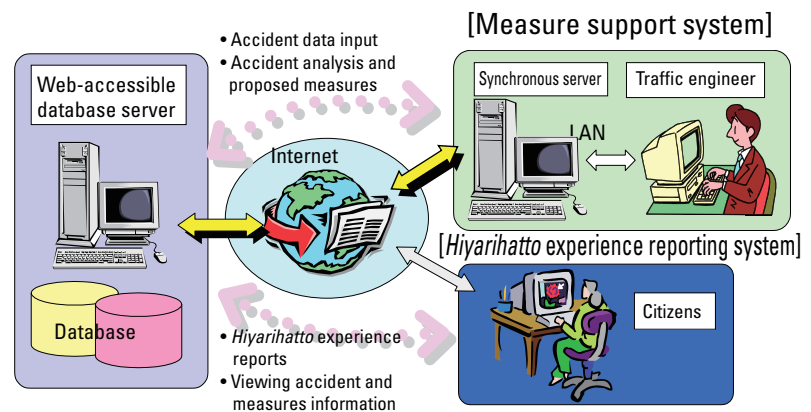 [Measure support system]
• Accident data input
• Accident analysis and
proposed measures
Web-accessible
database server
Synchronous server
Traffic engineer
LAN
Internet
[Hiyarihatto experience reporting system]
Citizens
Database
• Hiyarihatto experience
reports
• Viewing accident and
measures information